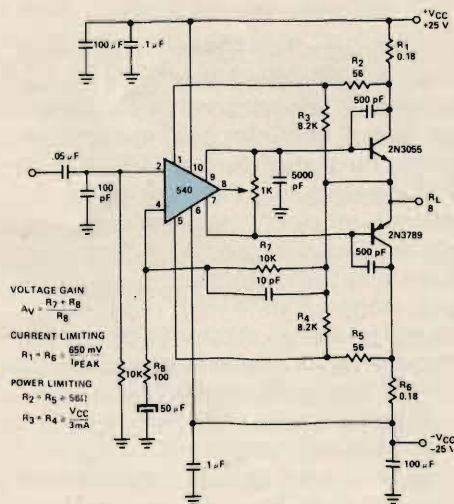 +VCC
+25 V
100 µF
.1 µF
R1
0.18
R2
56
500 pF
R3
8.2K
2N3055
.05 µF
1
10
9
2
540
8
4
7
6
5
1K
5000
pF
100
pF
RL
8
2N3789
R7
10K
500 pF
10 pF
VOLTAGE GAIN
AV = R7 + R8
R8
CURRENT LIMITING
R1 = R6 = 650 mV
IPEAK
POWER LIMITING
R2 = R5 = 56Ω
R3 = R4 = VCC
3mA
R4
8.2K
R5
56
10K
R8
100
50 µF
R6
0.18
−VCC
−25 V
.1 µF
100 µF